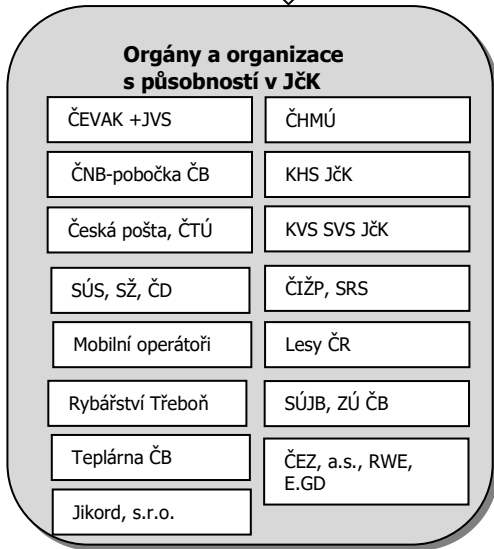 Orgány a organizace
s působností v JčK
ČEVAK +JVS
ČHMÚ
ČNB-pobočka ČB
KHS JčK
Česká pošta, ČTÚ
KVS SVS JčK
SÚS, SŽ, ČD
ČIŽP, SRS
Mobilní operátoři
Lesy ČR
Rybářství Třeboň
SÚJB, ZÚ ČB
Teplárna ČB
ČEZ, a.s., RWE,
E.GD
Jikord, s.r.o.